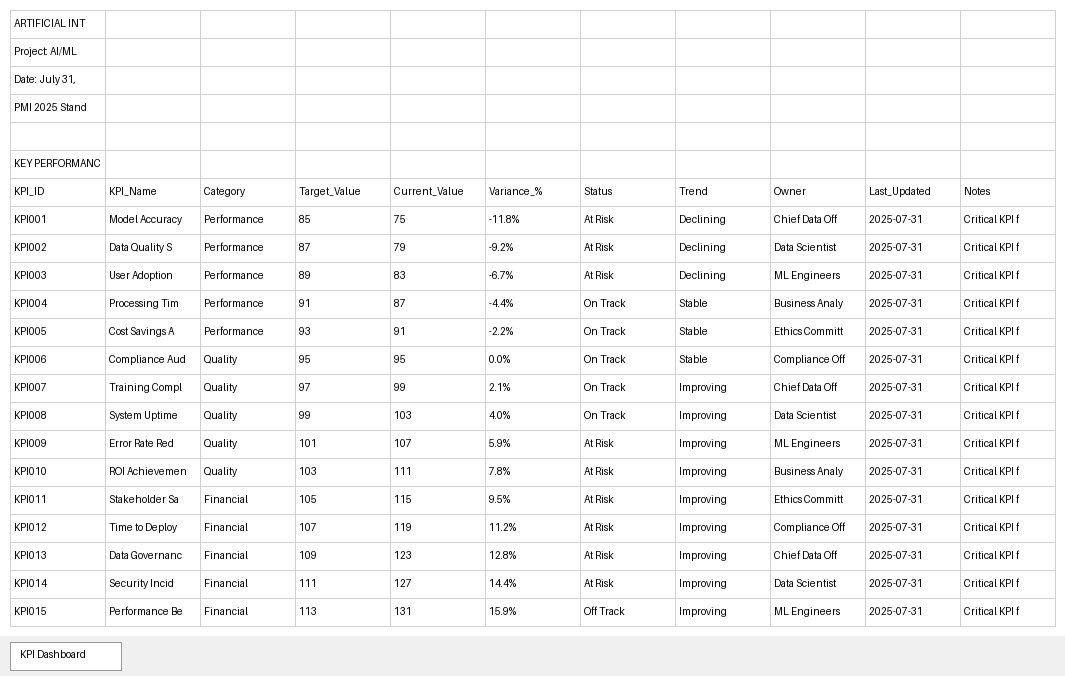 ARTIFICIAL INT
Project: AI/ML
Date: July 31,
PMI 2025 Stand
KEY PERFORMANC
KPI_ID KPI_Name Category Target_Value Current_Value Variance_% Status Trend Owner Last_Updated Notes
KPI001 Model Accuracy Performance 85 75 -11.8% At Risk Declining Chief Data Off 2025-07-31 Critical KPI f
KPI002 Data Quality S Performance 87 79 -9.2% At Risk Declining Data Scientist 2025-07-31 Critical KPI f
KPI003 User Adoption Performance 89 83 -6.7% At Risk Declining ML Engineers 2025-07-31 Critical KPI f
KPI004 Processing Tim Performance 91 87 -4.4% On Track Stable Business Analy 2025-07-31 Critical KPI f
KPI005 Cost Savings A Performance 93 91 -2.2% On Track Stable Ethics Committ 2025-07-31 Critical KPI f
KPI006 Compliance Aud Quality 95 95 0.0% On Track Stable Compliance Off 2025-07-31 Critical KPI f
KPI007 Training Compl Quality 97 99 2.1% On Track Improving Chief Data Off 2025-07-31 Critical KPI f
KPI008 System Uptime Quality 99 103 4.0% On Track Improving Data Scientist 2025-07-31 Critical KPI f
KPI009 Error Rate Red Quality 101 107 5.9% At Risk Improving ML Engineers 2025-07-31 Critical KPI f
KPI010 ROI Achievemen Quality 103 111 7.8% At Risk Improving Business Analy 2025-07-31 Critical KPI f
KPI011 Stakeholder Sa Financial 105 115 9.5% At Risk Improving Ethics Committ 2025-07-31 Critical KPI f
KPI012 Time to Deploy Financial 107 119 11.2% At Risk Improving Compliance Off 2025-07-31 Critical KPI f
KPI013 Data Governanc Financial 109 123 12.8% At Risk Improving Chief Data Off 2025-07-31 Critical KPI f
KPI014 Security Incid Financial 111 127 14.4% At Risk Improving Data Scientist 2025-07-31 Critical KPI f
KPI015 Performance Be Financial 113 131 15.9% Off Track Improving ML Engineers 2025-07-31 Critical KPI f
KPI Dashboard